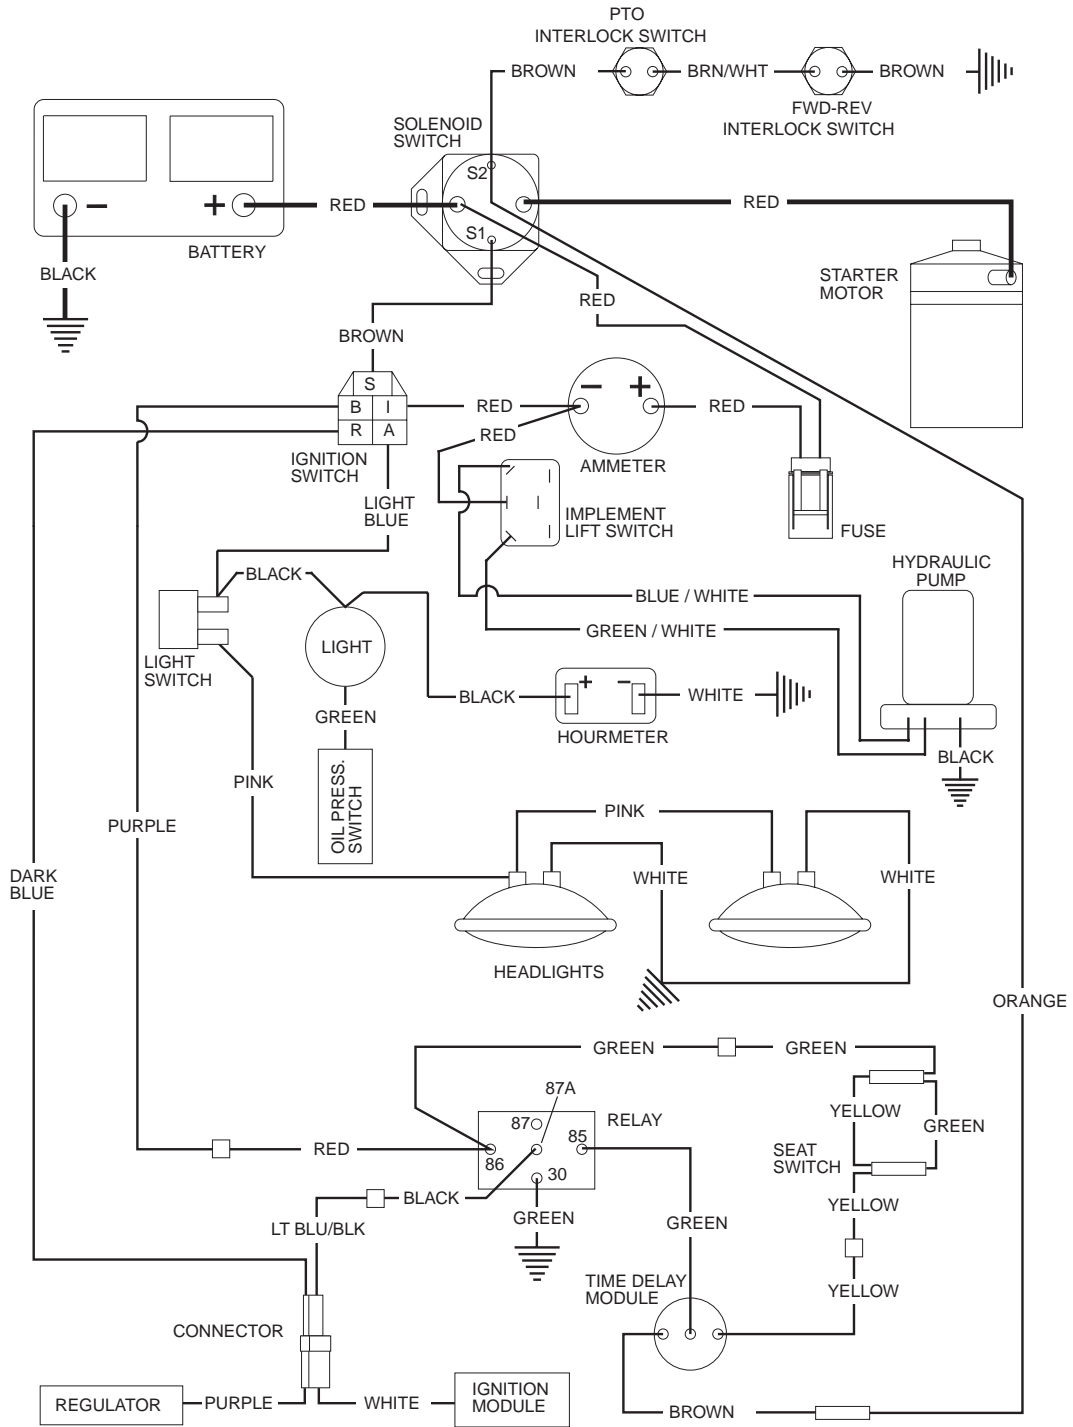 PTO
INTERLOCK SWITCH
BROWN
BRN/WHT
BROWN
FWD-REV
INTERLOCK SWITCH
SOLENOID
SWITCH
S2
S1
− +
RED
BATTERY
BLACK
RED
STARTER
MOTOR
RED
BROWN
S
B I
R A
IGNITION
SWITCH
RED
RED
− +
AMMETER
RED
LIGHT
BLUE
IMPLEMENT
LIFT SWITCH
FUSE
HYDRAULIC
PUMP
BLACK
BLUE / WHITE
GREEN / WHITE
LIGHT
LIGHT
SWITCH
GREEN
BLACK
+ −
WHITE
HOURMETER
BLACK
PINK
OIL PRESS.
SWITCH
PURPLE
PINK
DARK
BLUE
WHITE
WHITE
HEADLIGHTS
ORANGE
GREEN
GREEN
87A
87
RELAY
85
86
30
YELLOW
GREEN
SEAT
SWITCH
RED
BLACK
LT BLU/BLK
GREEN
GREEN
YELLOW
YELLOW
TIME DELAY
MODULE
CONNECTOR
REGULATOR
PURPLE
WHITE
IGNITION
MODULE
BROWN